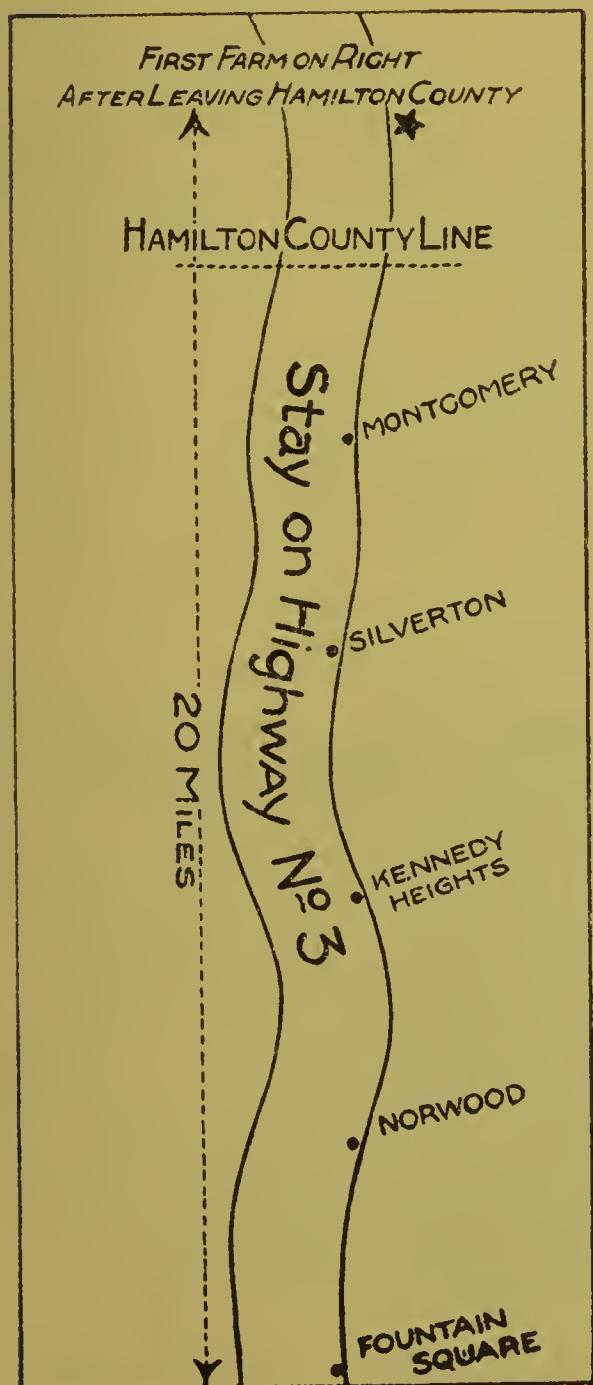 FIRST FARM ON RIGHT
AFTER LEAVING HAMILTON COUNTY
HAMILTON COUNTY LINE
MONTGOMERY
Stay on Highway No 3
SILVERTON
20 MILES
KENNEDY
HEIGHTS
NORWOOD
FOUNTAIN
SQUARE